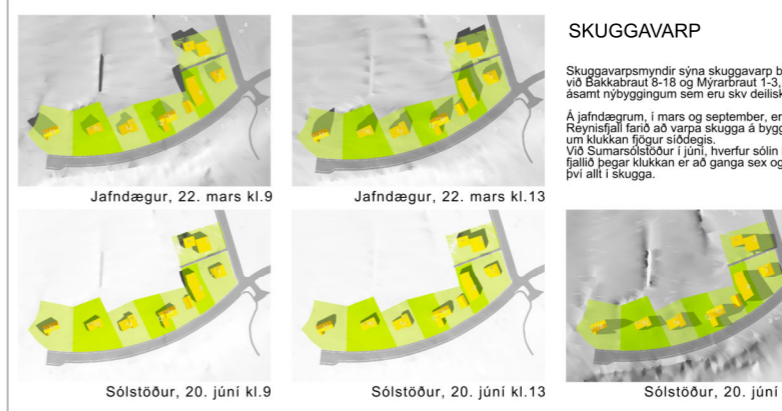 SKUGGAVARP
Skuggavarpsmyndir sýna skuggavarp
við Bakkabraut 8-18 og Mýrarbraut 1-3,
ásamt nýbyggingum sem eru skv
Á jafndægrum, í mars og september,
Reynisfjall farið að varpa skugga á
um klukkan fjögur síðdegis.
Við Sumarsólstöður í júní, hverfur sólin
fjallið þegar klukkan er að ganga sex og
því allt í skugga.
Jafndægur, 22. mars kl.9
Jafndægur, 22. mars kl.13
Sólstöður, 20. júní kl.9
Sólstöður, 20. júní kl.13
Sólstöður, 20. júní